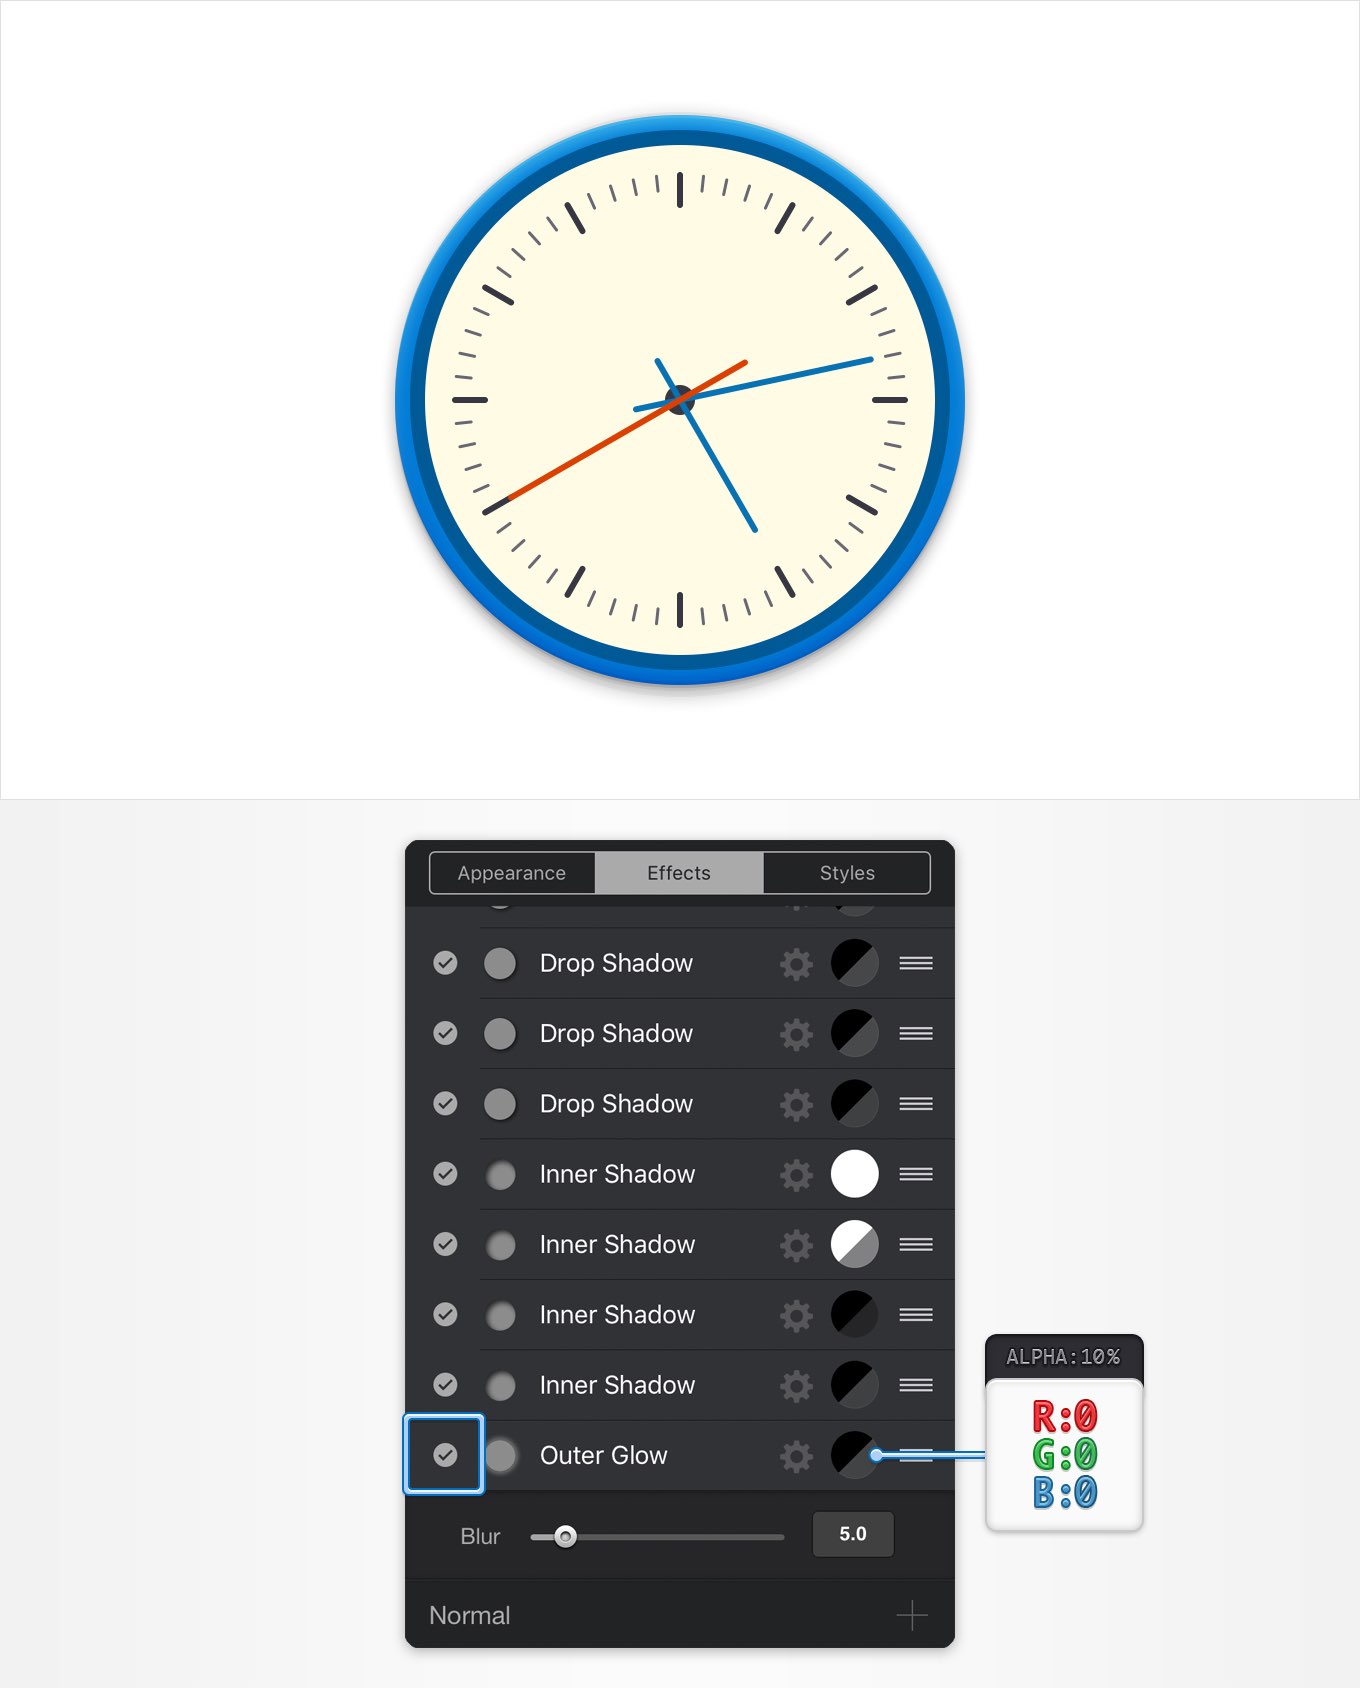 Appearance
Effects
Styles
Drop Shadow
Drop Shadow
Drop Shadow
Inner Shadow
Inner Shadow
Inner Shadow
Inner Shadow
Outer Glow
ALPHA:10%
R:0
G:0
B:0
Blur
5.0
Normal